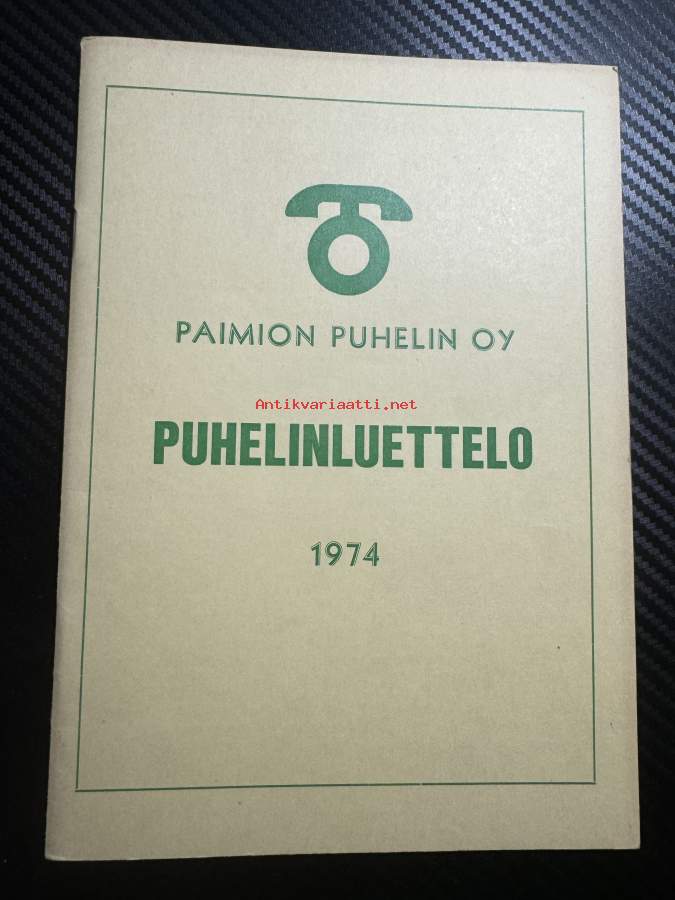 PAIMION PUHELIN OY
Antikvariaatti.net
PUHELINLUETTELO
1974